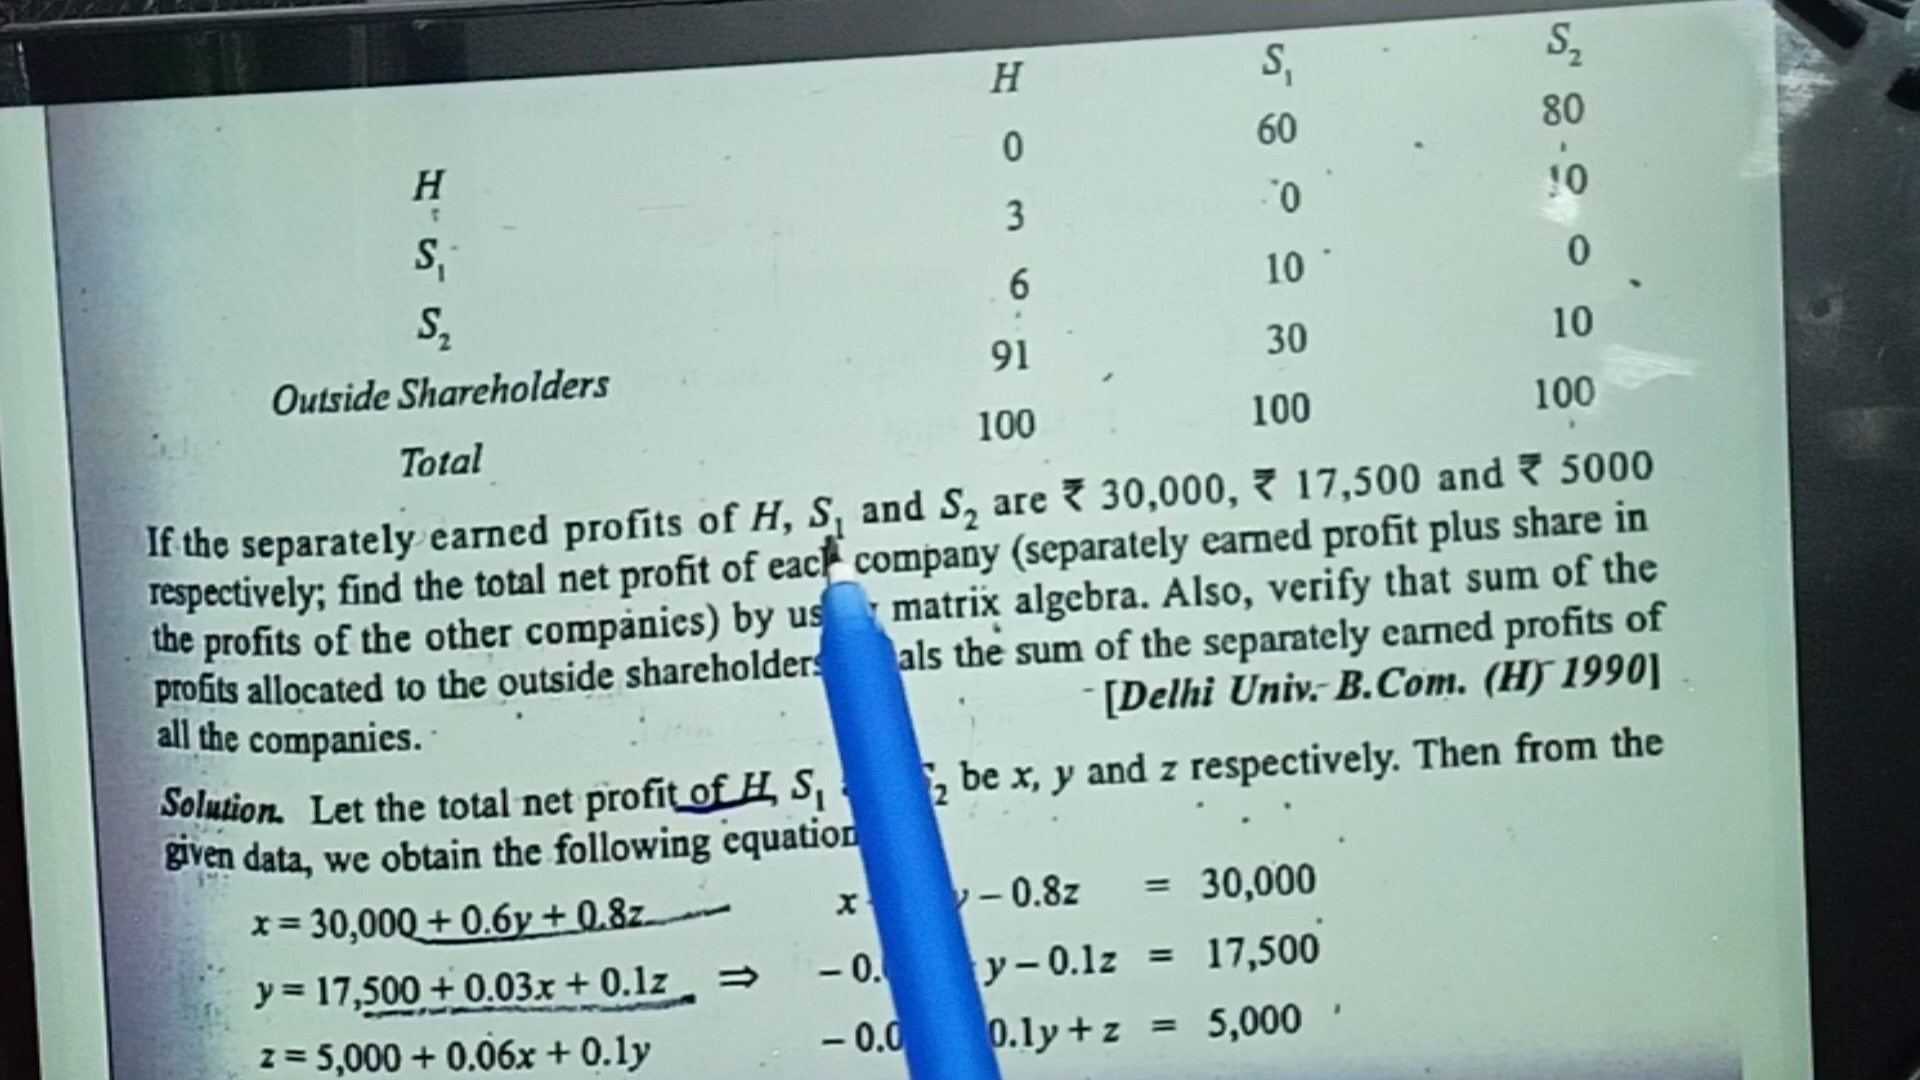 H S₁ S₂
H 0 60 80
S₁ 3 0 10
S₂ 6 10 0
Outside Shareholders 91 30 10
Total 100 100 100
If the separately earned profits of H, S₁ and S₂ are ₹ 30,000, ₹ 17,500 and ₹ 5000
respectively; find the total net profit of each company (separately earned profit plus share in
the profits of the other companies) by matrix algebra. Also, verify that sum of the
profits allocated to the outside shareholders the sum of the separately earned profits of
all the companies. [Delhi Univ. B.Com. (H) 1990]
Solution. Let the total net profit of H, S₁ be x, y and z respectively. Then from the
given data, we obtain the following
x = 30,000 + 0.6y + 0.8z x – 0.8z = 30,000
y = 17,500 + 0.03x + 0.1z ⇒ y – 0.1z = 17,500
z = 5,000 + 0.06x + 0.1y 0.1y + z = 5,000